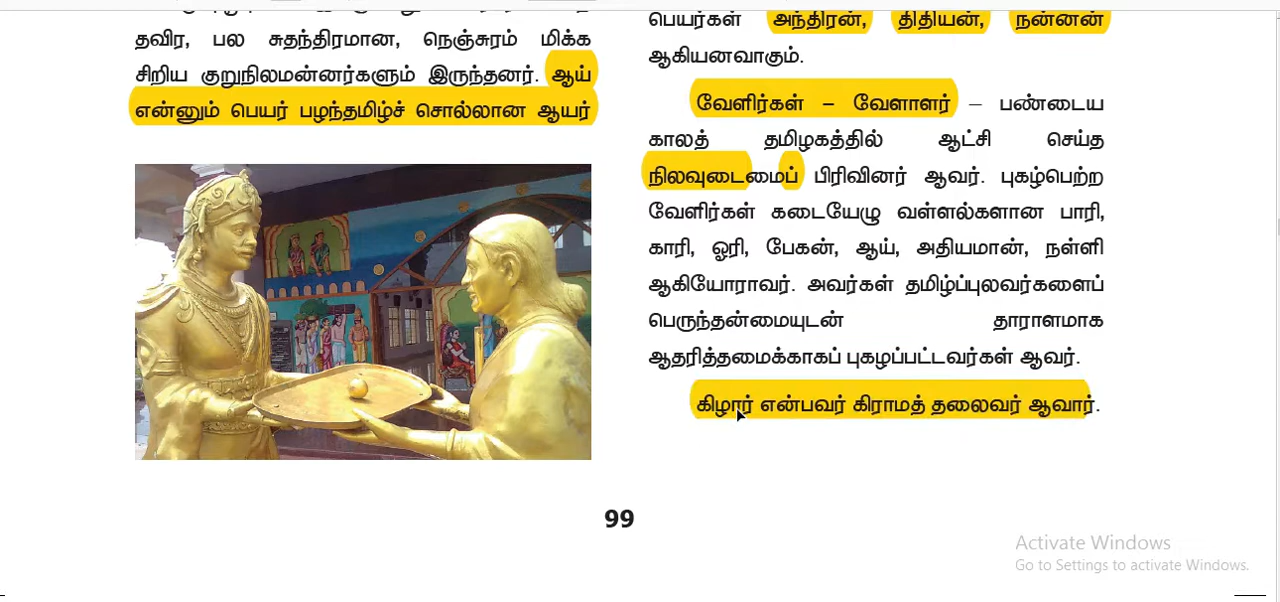 தவிர, பல சுதந்திரமான, நெஞ்சுரம் மிக்க
சிறிய குறுநிலமன்னர்களும் இருந்தனர். ஆய்
என்னும் பெயர் பழந்தமிழ்ச் சொல்லான ஆயர்
பெயர்கள் அந்திரன், திதியன், நன்னன்
ஆகியனவாகும்.
வேளிர்கள் – வேளாளர் – பண்டைய
காலத் தமிழகத்தில் ஆட்சி செய்த
நிலவுடைமைப் பிரிவினர் ஆவர். புகழ்பெற்ற
வேளிர்கள் கடையேழு வள்ளல்களான பாரி,
காரி, ஓரி, பேகன், ஆய், அதியமான், நள்ளி
ஆகியோராவர். அவர்கள் தமிழ்ப்புலவர்களைப்
பெருந்தன்மையுடன் தாராளமாக
ஆதரித்தமைக்காகப் புகழப்பட்டவர்கள் ஆவர்.
கிழார் என்பவர் கிராமத் தலைவர் ஆவார்.
99
Activate Windows
Go to Settings to activate Windows.